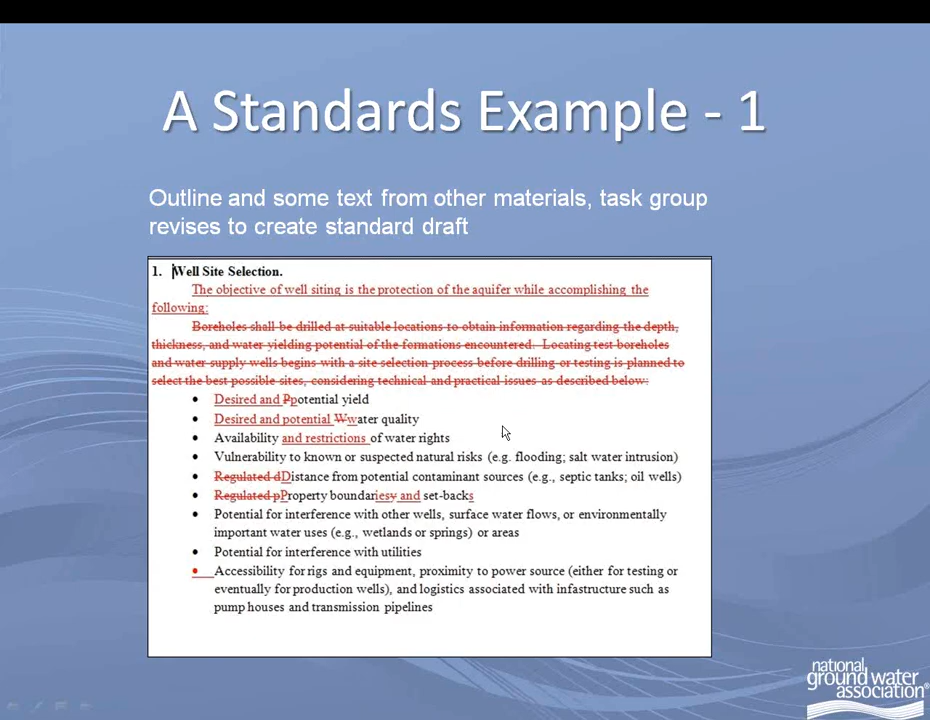 A Standards Example - 1
Outline and some text from other materials, task group
revises to create standard draft
1. Well Site Selection.
The objective of well siting is the protection of the aquifer while accomplishing the
following:
Boreholes shall be drilled at suitable locations to obtain information regarding the depth,
thickness, and water-yielding potential of the formations encountered. Locating test boreholes
and water-supply wells begins with a site selection process before drilling or testing is planned to
select the best possible sites, considering technical and practical issues as described below:
• Desired and Ppotential yield
• Desired and potential Wwater quality
• Availability and restrictions of water rights
• Vulnerability to known or suspected natural risks (e.g. flooding; salt water intrusion)
• Regulated dDistance from potential contaminant sources (e.g., septic tanks; oil wells)
• Regulated pProperty boundariesy and set-backs
• Potential for interference with other wells, surface water flows, or environmentally
important water uses (e.g., wetlands or springs) or areas
• Potential for interference with utilities
• Accessibility for rigs and equipment, proximity to power source (either for testing or
eventually for production wells), and logistics associated with infastructure such as
pump houses and transmission pipelines
national
ground water
association®